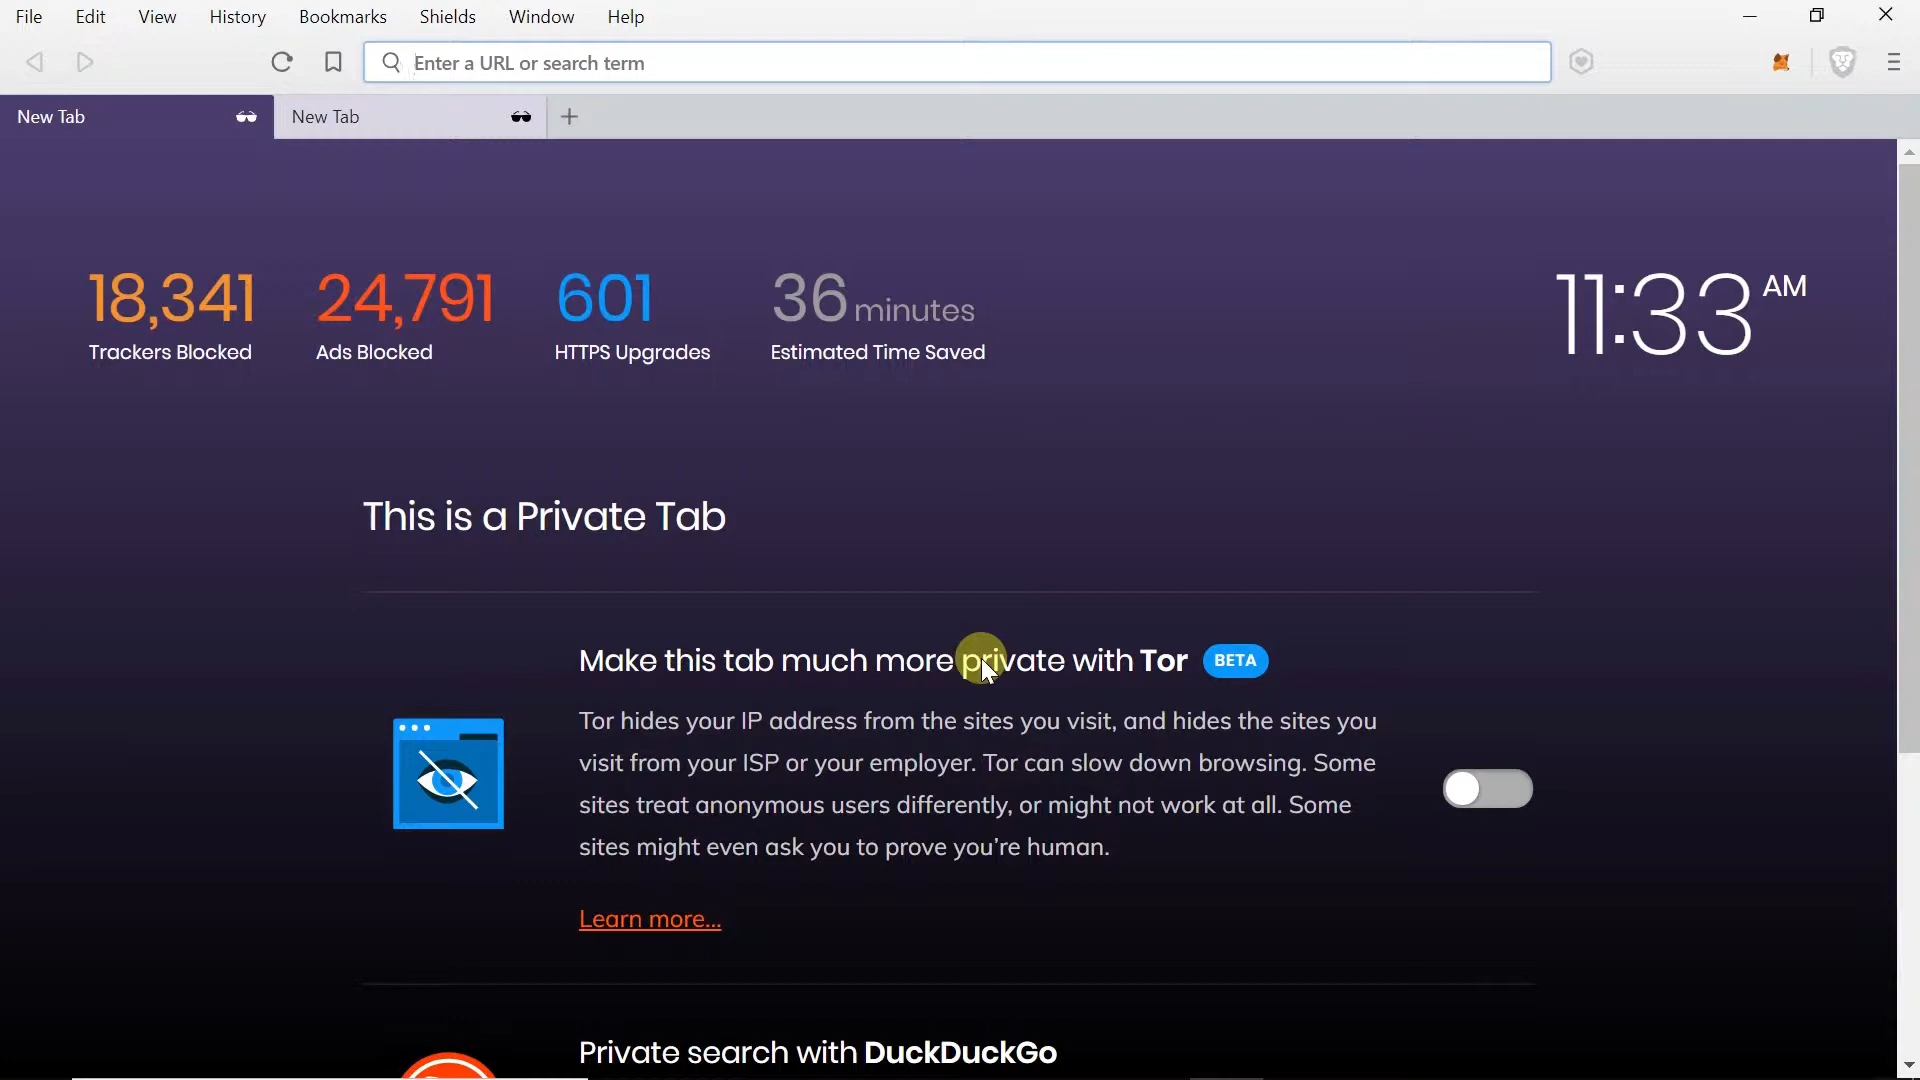 File Edit View History Bookmarks Shields Window Help
Enter a URL or search term
New Tab New Tab
18,341 24,791 601 36 minutes 11:33 AM
Trackers Blocked Ads Blocked HTTPS Upgrades Estimated Time Saved
This is a Private Tab
Make this tab much more private with Tor BETA
Tor hides your IP address from the sites you visit, and hides the sites you
visit from your ISP or your employer. Tor can slow down browsing. Some
sites treat anonymous users differently, or might not work at all. Some
sites might even ask you to prove you're human.
Learn more...
Private search with DuckDuckGo